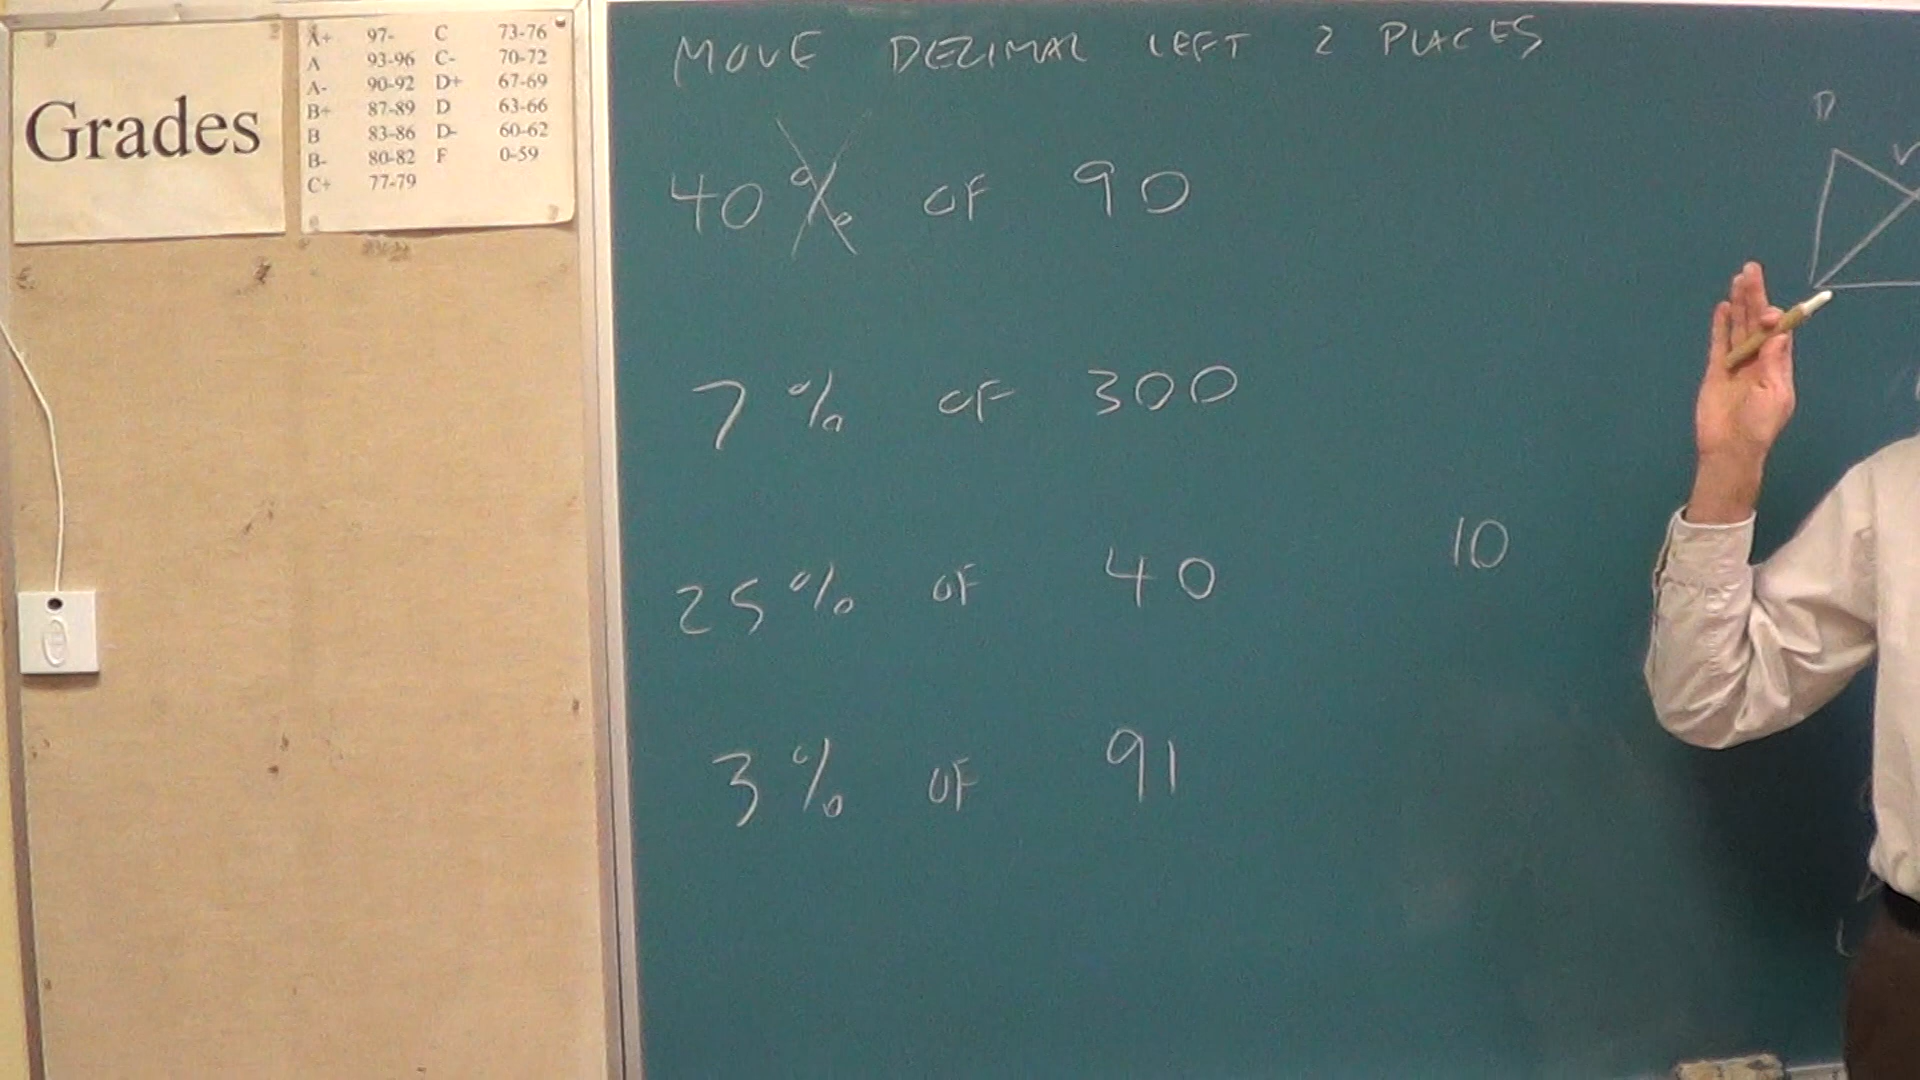 Grades
A+ 97- C 73-76
A 93-96 C- 70-72
A- 90-92 D+ 67-69
B+ 87-89 D 63-66
B 83-86 D- 60-62
B- 80-82 F 0-59
C+ 77-79
MOVE DECIMAL LEFT 2 PLACES
40% OF 90
7% OF 300
25% OF 40 10
3% OF 91